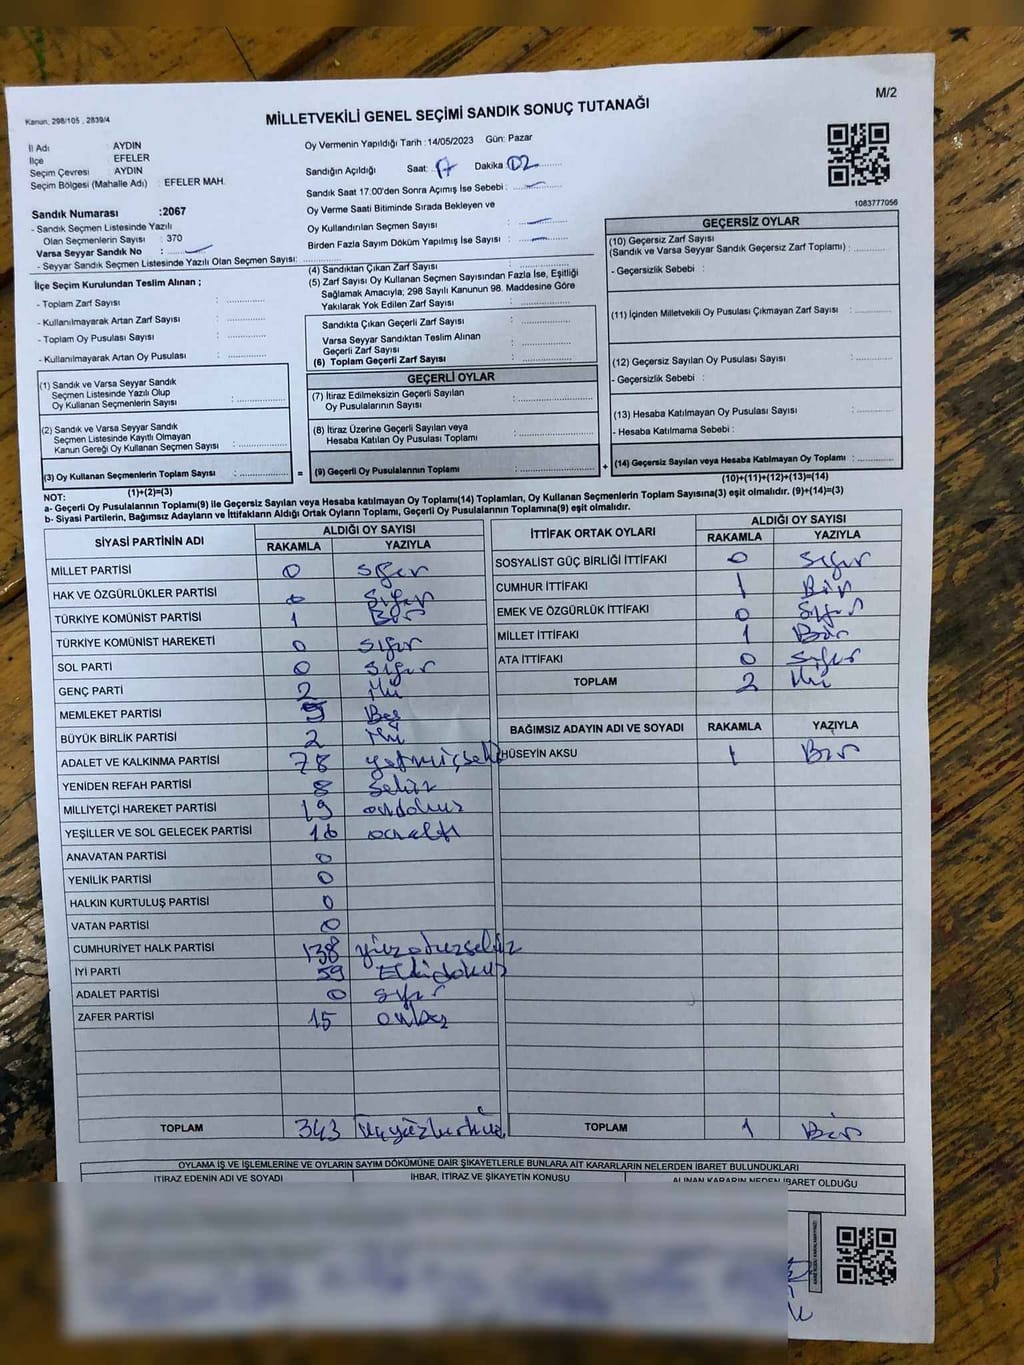 M/2
Kanun, 298/105 , 2839/4
MİLLETVEKİLİ GENEL SEÇİMİ SANDIK SONUÇ TUTANAĞI
İl Adı : AYDIN
İlçe : EFELER
Seçim Çevresi : AYDIN
Seçim Bölgesi (Mahalle Adı) : EFELER MAH.
Sandık Numarası :2067
- Sandık Seçmen Listesinde Yazılı
Olan Seçmenlerin Sayısı : 370
Varsa Seyyar Sandık No :
- Seyyar Sandık Seçmen Listesinde Yazılı Olan Seçmen Sayısı:
Oy Vermenin Yapıldığı Tarih : 14/05/2023 Gün: Pazar
Sandığın Açıldığı Saat: 17 Dakika 02
Sandık Saat 17:00'den Sonra Açımış İse Sebebi :
Oy Verme Saati Bitiminde Sırada Bekleyen ve
Oy Kullandırılan Seçmen Sayısı :
Birden Fazla Sayım Döküm Yapılmış İse Sayısı :
1083777056
İlçe Seçim Kurulundan Teslim Alınan ;
- Toplam Zarf Sayısı :
- Kullanılmayarak Artan Zarf Sayısı :
- Toplam Oy Pusulası Sayısı :
- Kullanılmayarak Artan Oy Pusulası :
(4) Sandıktan Çıkan Zarf Sayısı :
(5) Zarf Sayısı Oy Kullanan Seçmen Sayısından Fazla İse, Eşitliği
Sağlamak Amacıyla; 298 Sayılı Kanunun 98. Maddesine Göre
Yakılarak Yok Edilen Zarf Sayısı :
Sandıkta Çıkan Geçerli Zarf Sayısı :
Varsa Seyyar Sandıktan Teslim Alınan
Geçerli Zarf Sayısı :
(6) Toplam Geçerli Zarf Sayısı :
GEÇERSİZ OYLAR
(10) Geçersiz Zarf Sayısı
(Sandık ve Varsa Seyyar Sandık Geçersiz Zarf Toplamı) :
- Geçersizlik Sebebi :
(11) İçinden Milletvekili Oy Pusulası Çıkmayan Zarf Sayısı :
(12) Geçersiz Sayılan Oy Pusulası Sayısı :
- Geçersizlik Sebebi :
(13) Hesaba Katılmayan Oy Pusulası Sayısı :
- Hesaba Katılmama Sebebi :
(14) Geçersiz Sayılan veya Hesaba Katılmayan Oy Toplamı :
(10)+(11)+(12)+(13)=(14)
(1) Sandık ve Varsa Seyyar Sandık
Seçmen Listesinde Yazılı Olup
Oy Kullanan Seçmenlerin Sayısı :
(2) Sandık ve Varsa Seyyar Sandık
Seçmen Listesinde Kayıtlı Olmayan
Kanun Gereği Oy Kullanan Seçmen Sayısı :
(3) Oy Kullanan Seçmenlerin Toplam Sayısı : =
(1)+(2)=(3)
GEÇERLİ OYLAR
(7) İtiraz Edilmeksizin Geçerli Sayılan
Oy Pusulalarının Sayısı :
(8) İtiraz Üzerine Geçerli Sayılan veya
Hesaba Katılan Oy Pusulası Toplamı :
(9) Geçerli Oy Pusulalarının Toplamı : +
NOT:
a- Geçerli Oy Pusulalarının Toplamı(9) ile Geçersiz Sayılan veya Hesaba katılmayan Oy Toplamı(14) Toplamları, Oy Kullanan Seçmenlerin Toplam Sayısına(3) eşit olmalıdır. (9)+(14)=(3)
b- Siyasi Partilerin, Bağımsız Adayların ve İttifakların Aldığı Ortak Oyların Toplamı, Geçerli Oy Pusulalarının Toplamına(9) eşit olmalıdır.
SİYASİ PARTİNİN ADI ALDIĞI OY SAYISI
RAKAMLA YAZIYLA
MİLLET PARTİSİ 0 sıfır
HAK VE ÖZGÜRLÜKLER PARTİSİ 0 Sıfır
TÜRKİYE KOMÜNİST PARTİSİ 1 Bir
TÜRKİYE KOMÜNİST HAREKETİ 0 sıfır
SOL PARTİ 0 sıfır
GENÇ PARTİ 2 iki
MEMLEKET PARTİSİ 5 Beş
BÜYÜK BİRLİK PARTİSİ 2 iki
ADALET VE KALKINMA PARTİSİ 78 yetmişsekiz
YENİDEN REFAH PARTİSİ 8 sekiz
MİLLİYETÇİ HAREKET PARTİSİ 19 ondokuz
YEŞİLLER VE SOL GELECEK PARTİSİ 16 onaltı
ANAVATAN PARTİSİ 0
YENİLİK PARTİSİ 0
HALKIN KURTULUŞ PARTİSİ 0
VATAN PARTİSİ 0
CUMHURİYET HALK PARTİSİ 138 yüzotuzsekiz
İYİ PARTİ 59 Ellidokuz
ADALET PARTİSİ 0 sıfır
ZAFER PARTİSİ 15 onbeş
TOPLAM 343
İTTİFAK ORTAK OYLARI ALDIĞI OY SAYISI
RAKAMLA YAZIYLA
SOSYALİST GÜÇ BİRLİĞİ İTTİFAKI 0 sıfır
CUMHUR İTTİFAKI 1 Bir
EMEK VE ÖZGÜRLÜK İTTİFAKI 0 sıfır
MİLLET İTTİFAKI 1 Bir
ATA İTTİFAKI 0 sıfır
TOPLAM 2 iki
BAĞIMSIZ ADAYIN ADI VE SOYADI RAKAMLA YAZIYLA
HÜSEYİN AKSU 1 Bir
TOPLAM 1 Bir
OYLAMA İŞ VE İŞLEMLERİNE VE OYLARIN SAYIM DÖKÜMÜNE DAİR ŞİKAYETLERLE BUNLARA AİT KARARLARIN NELERDEN İBARET BULUNDUKLARI
İTİRAZ EDENİN ADI VE SOYADI İHBAR, İTİRAZ VE ŞİKAYETİN KONUSU ALINAN KARARIN NEDEN İBARET OLDUĞU